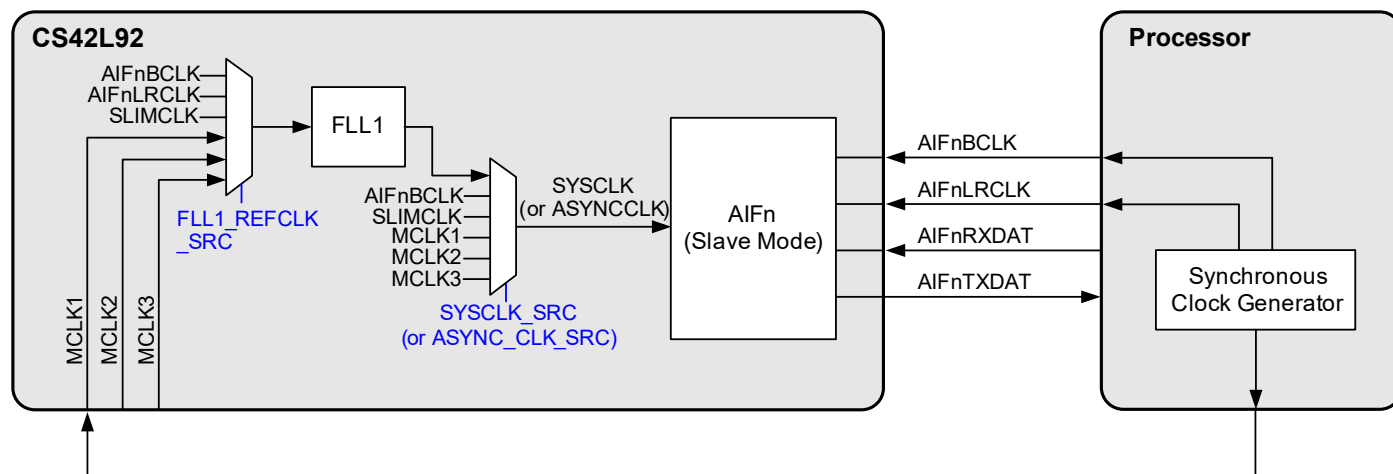 CS42L92
Processor
AIFnBCLK
AIFnLRCLK
SLIMCLK
FLL1
FLL1_REFCLK
_SRC
MCLK1
MCLK2
MCLK3
AIFnBCLK
SLIMCLK
MCLK1
MCLK2
MCLK3
SYSCLK
(or ASYNCCLK)
SYSCLK_SRC
(or ASYNC_CLK_SRC)
AIFn
(Slave Mode)
AIFnBCLK
AIFnLRCLK
AIFnRXDAT
AIFnTXDAT
Synchronous
Clock Generator